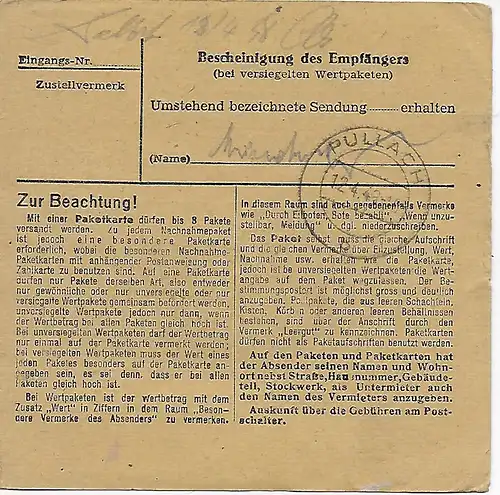 Eingangs-Nr.
Zustellvermerk
Bescheinigung des Empfängers
(bei versiegelten Wertpaketen)
Umstehend bezeichnete Sendung erhalten
(Name)
PULLACH
12.4.48
Zur Beachtung!
Mit einer Paketkarte dürfen bis 3 Pakete
versandt werden. Zu jedem Nachnahmepaket
ist jedoch eine besondere Paketkarte
erforderlich, wobei die besonderen Nachnahme-
Paketkarten mit anhängender Postanweisung oder
Zahlkarte zu benutzen sind. Auf eine Paketkarte
dürfen nur Pakete derselben Art, also entweder
nur gewöhnliche oder nur unversiegelte oder nur
versiegelte Wertpakete gemeinsam befördert werden,
unversiegelte Wertpakete jedoch nur dann, wenn
der Wertbetrag bei allen Paketen gleich hoch ist.
Bei unversiegelten Wertpaketen darf der Wertbetrag
nur einmal auf der Paketkarte vermerkt werden;
bei versiegelten Wertpaketen muss der Wert eines
jeden Paketes besonders auf der Paketkarte an-
gegeben sein, es sei denn, dass er bei allen
Paketen gleich hoch ist.
Bei Wertpaketen ist der Wertbetrag mit dem
Zusatz „Wert" in Ziffern in dem Raum „Beson-
dere Vermerke des Absenders" zu vermerken.
In diesem Raum sind auch gegebenenfalls Vermerke
wie „Durch Eilboten, Bote bezahlt", „Wenn unzu-
stellbar, Meldung" u. dgl. niederzuschreiben.
Das Paket selbst muss die gleiche Aufschrift
und die gleichen Vermerke über Eilzustellung, Wert,
Nachnahme usw. erhalten wie die Paketkarte,
jedoch ist bei unversiegelten Wertpaketen die Wert-
angabe auf dem Paket wegzulassen. Der Be-
stimmungspostort ist möglichst gross und deutlich
anzugeben. Postpakete, die aus leeren Schachteln,
Kisten, Körben oder anderen leeren Behältnissen
bestehen, sind über der Anschrift durch den
Vermerk „Leergut" zu kennzeichnen. Paketkarten
dürfen nicht als Paketaufschriften benutzt werden.
Auf den Paketen und Paketkarten hat
der Absender seinen Namen und Wohn-
ort nebst Straße, Hausnummer, Gebäude-
teil, Stockwerk, als Untermieter auch
den Namen des Vermieters anzugeben.
Auskunft über die Gebühren am Post-
schalter.